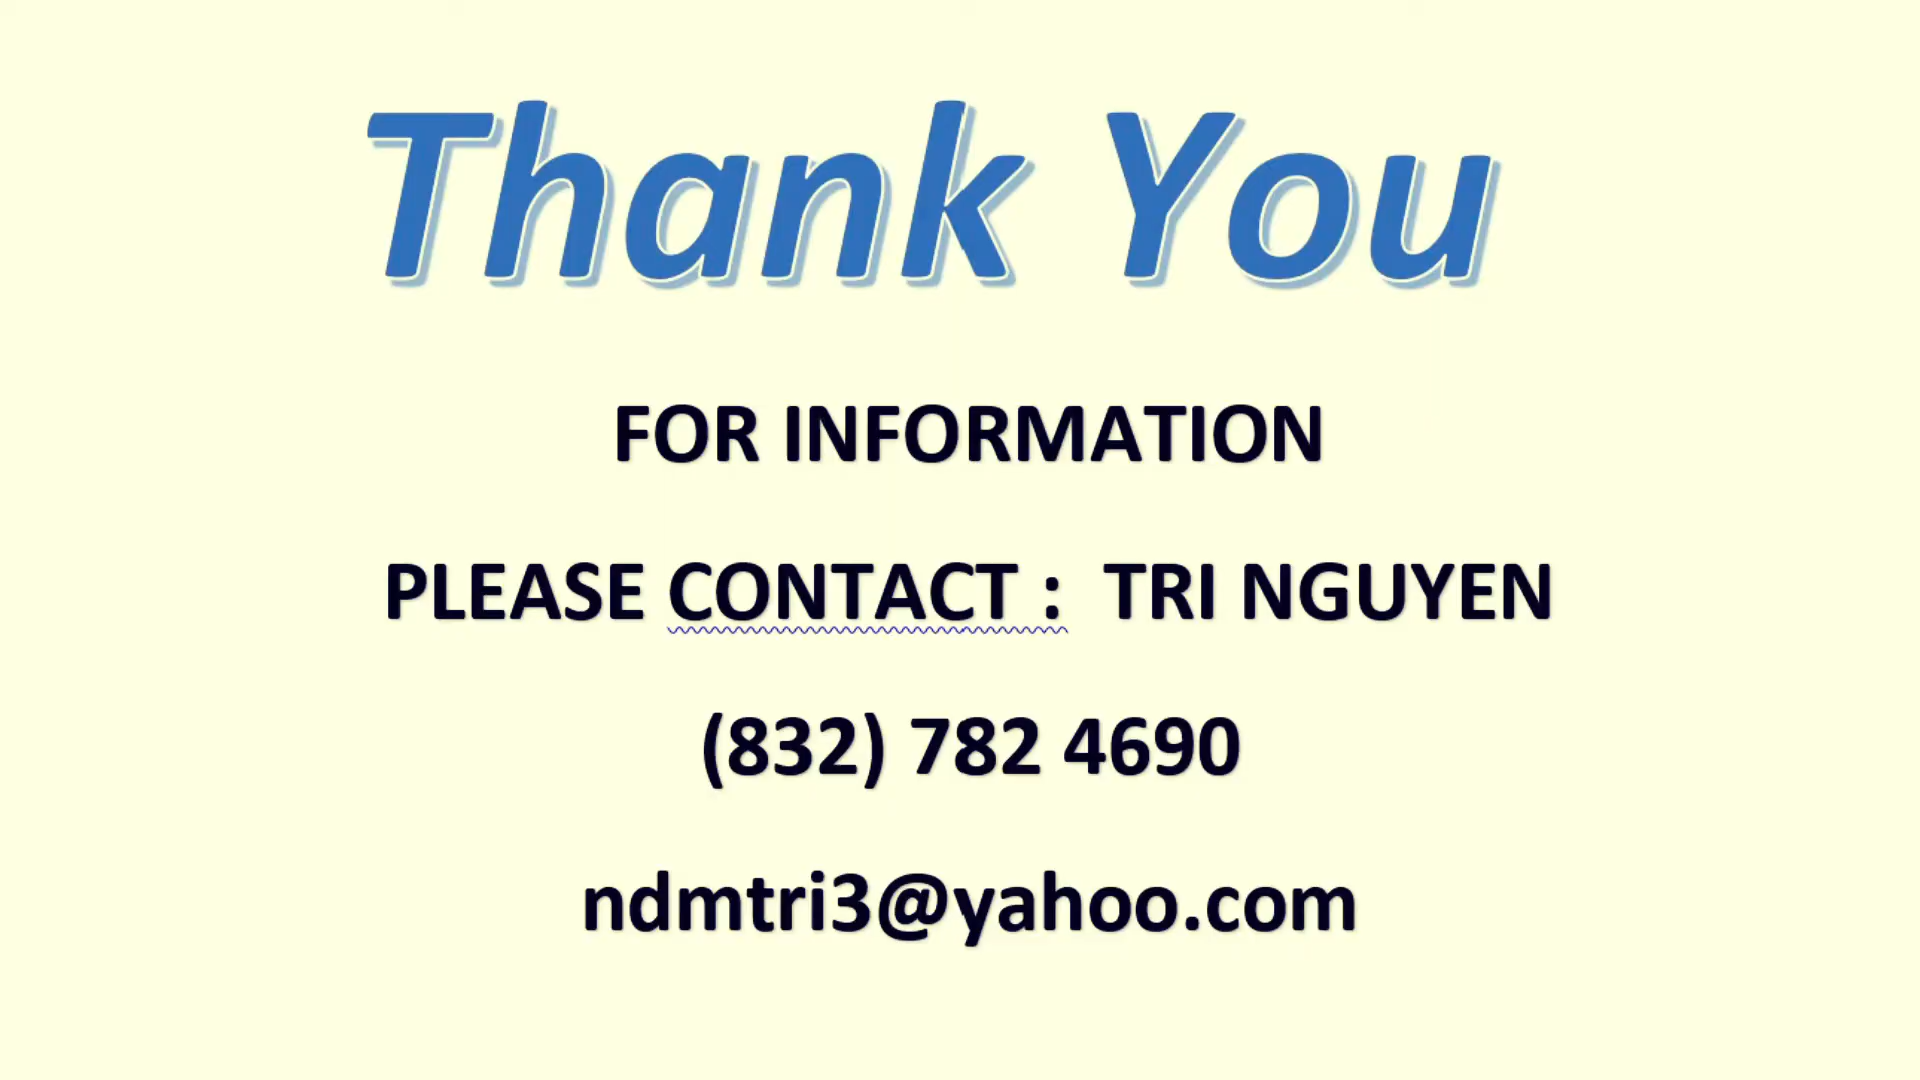 Thank You
FOR INFORMATION
PLEASE CONTACT :  TRI NGUYEN
(832) 782 4690
ndmtri3@yahoo.com